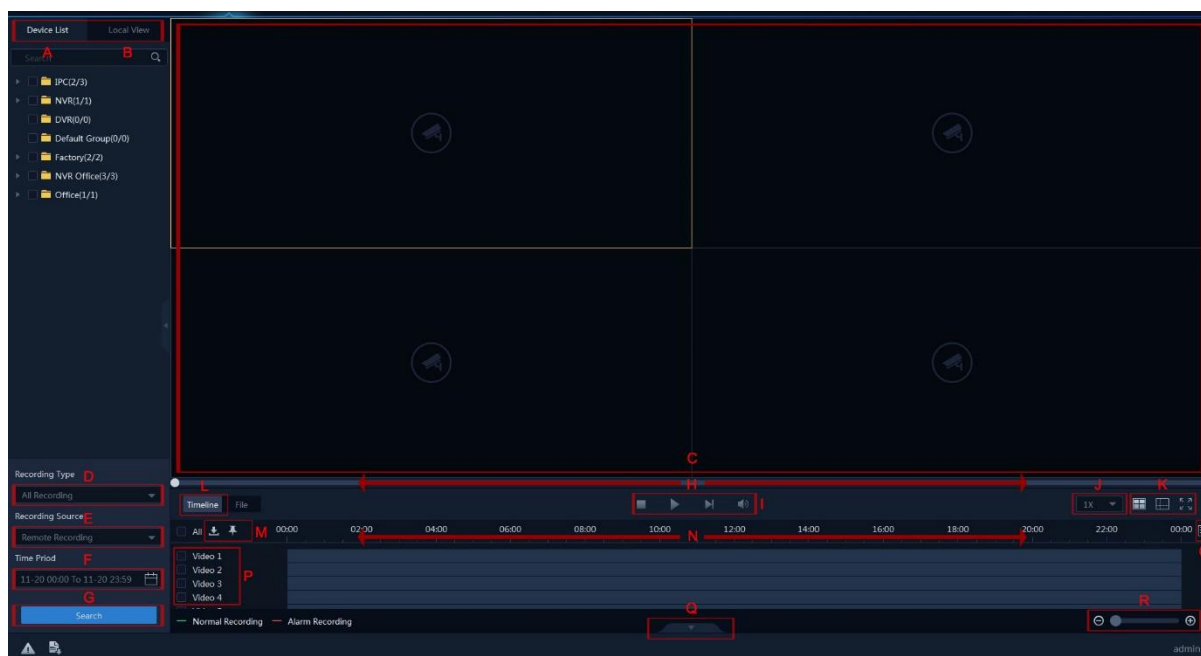 Device List Local View
A B
Search
IPC(2/3)
NVR(1/1)
DVR(0/0)
Default Group(0/0)
Factory(2/2)
NVR Office(3/3)
Office(1/1)
C
Recording Type D
All Recording
Recording Source E
Remote Recording
Time Priod F
11-20 00:00 To 11-20 23:59
G
Search
H
L J K
Timeline File I 1X
All M 00:00 02:00 04:00 06:00 08:00 10:00 12:00 14:00 16:00 18:00 20:00 22:00 00:00
N
Video 1
Video 2
Video 3
Video 4
P
Q R
Normal Recording Alarm Recording
admin